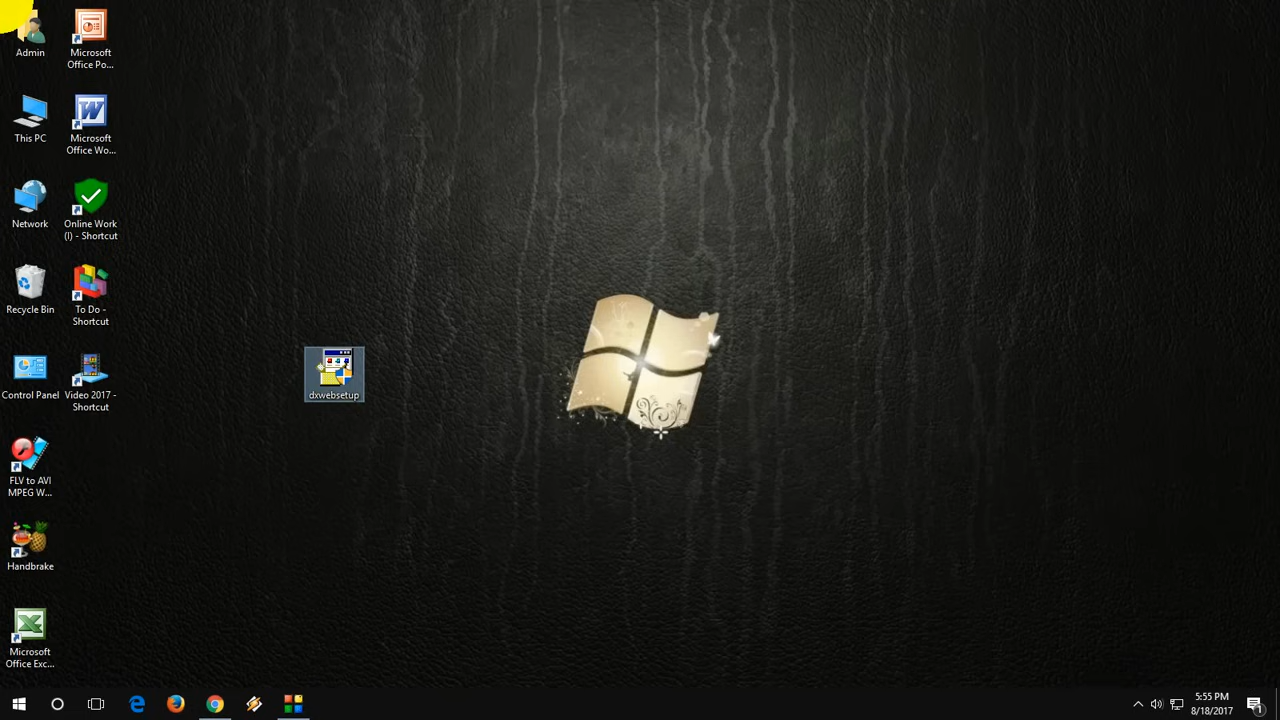 Admin
Microsoft
Office Po...
This PC
Microsoft
Office Wo...
Network
Online Work
(I) - Shortcut
Recycle Bin
To Do -
Shortcut
Control Panel
Video 2017 -
Shortcut
dxwebsetup
FLV to AVI
MPEG W...
Handbrake
Microsoft
Office Exc...
5:55 PM
8/18/2017
1